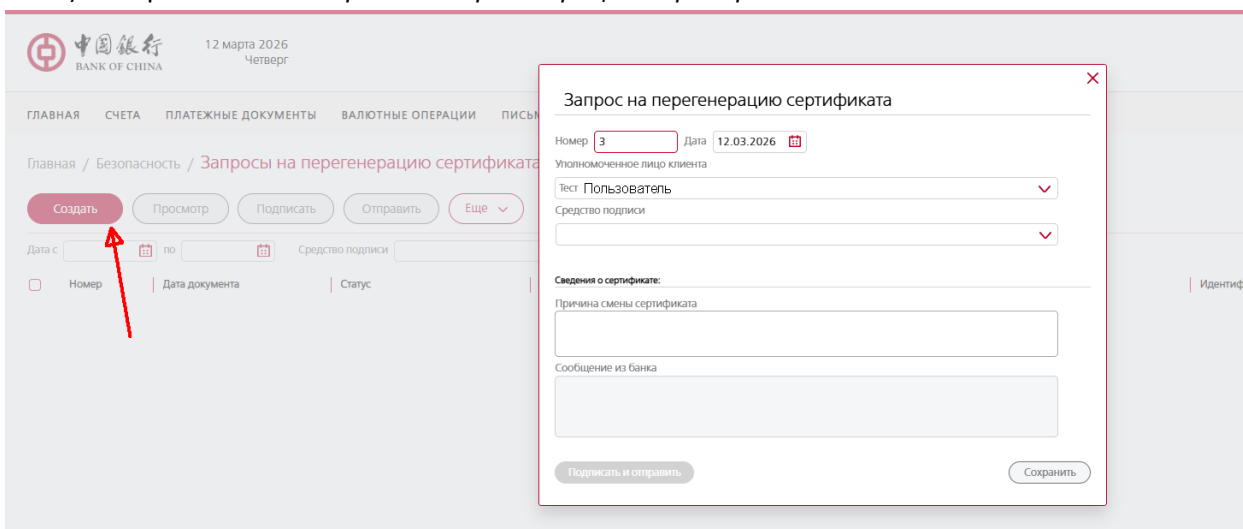 中国銀行
BANK OF CHINA
12 марта 2026
Четверг
ГЛАВНАЯ СЧЕТА ПЛАТЕЖНЫЕ ДОКУМЕНТЫ ВАЛЮТНЫЕ ОПЕРАЦИИ ПИСЬМ
Главная / Безопасность / Запросы на перегенерацию сертификата
Создать Просмотр Подписать Отправить Еще
Дата с по Средство подписи
Номер Дата документа Статус Идентиф
Запрос на перегенерацию сертификата
Номер 3 Дата 12.03.2026
Уполномоченное лицо клиента
Тест Пользователь
Средство подписи
Сведения о сертификате:
Причина смены сертификата
Сообщение из банка
Подписать и отправить Сохранить